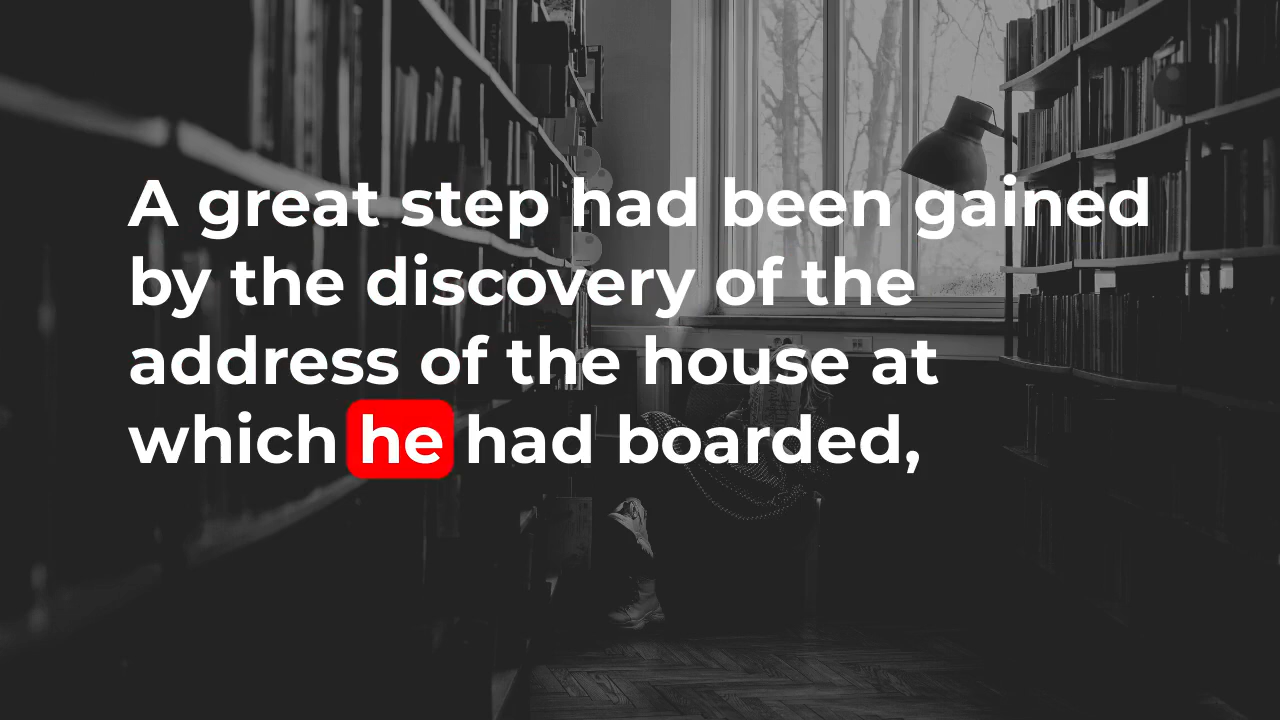 A great step had been gained
by the discovery of the
address of the house at
which he had boarded,